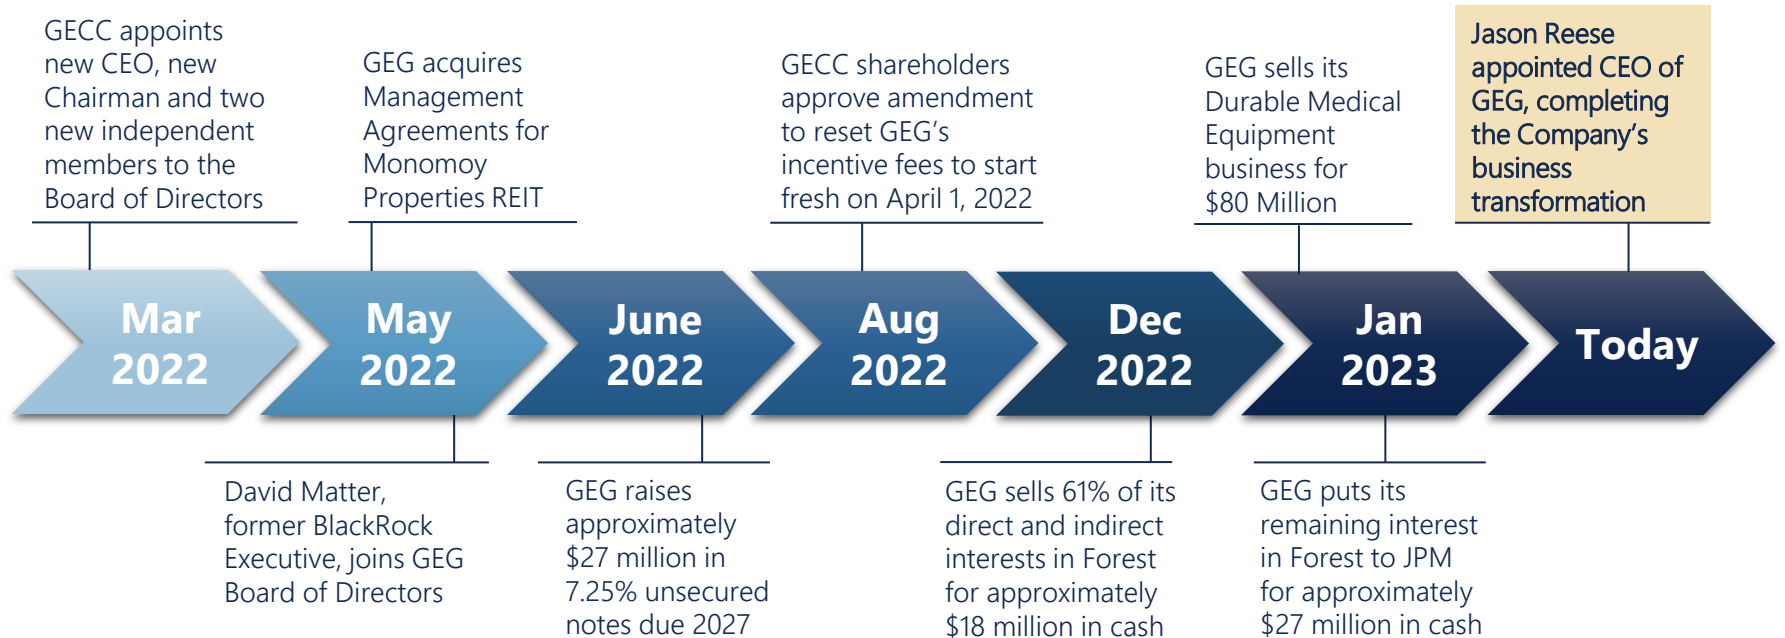 GECC appoints
new CEO, new
Chairman and two
new independent
members to the
Board of Directors
GEG acquires
Management
Agreements for
Monomoy
Properties REIT
GECC shareholders
approve amendment
to reset GEG’s
incentive fees to start
fresh on April 1, 2022
GEG sells its
Durable Medical
Equipment
business for
$80 Million
Jason Reese
appointed CEO of
GEG, completing
the Company’s
business
transformation
Mar
2022
May
2022
June
2022
Aug
2022
Dec
2022
Jan
2023
Today
David Matter,
former BlackRock
Executive, joins GEG
Board of Directors
GEG raises
approximately
$27 million in
7.25% unsecured
notes due 2027
GEG sells 61% of its
direct and indirect
interests in Forest
for approximately
$18 million in cash
GEG puts its
remaining interest
in Forest to JPM
for approximately
$27 million in cash